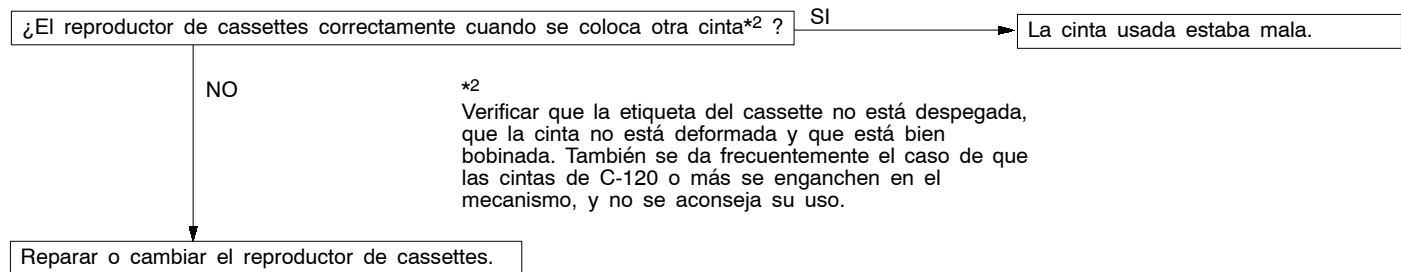 ¿El reproductor de cassettes correctamente cuando se coloca otra cinta*2 ?
SI
La cinta usada estaba mala.
NO
*2
Verificar que la etiqueta del cassette no está despegada,
que la cinta no está deformada y que está bien
bobinada. También se da frecuentemente el caso de que
las cintas de C-120 o más se enganchen en el
mecanismo, y no se aconseja su uso.
Reparar o cambiar el reproductor de cassettes.